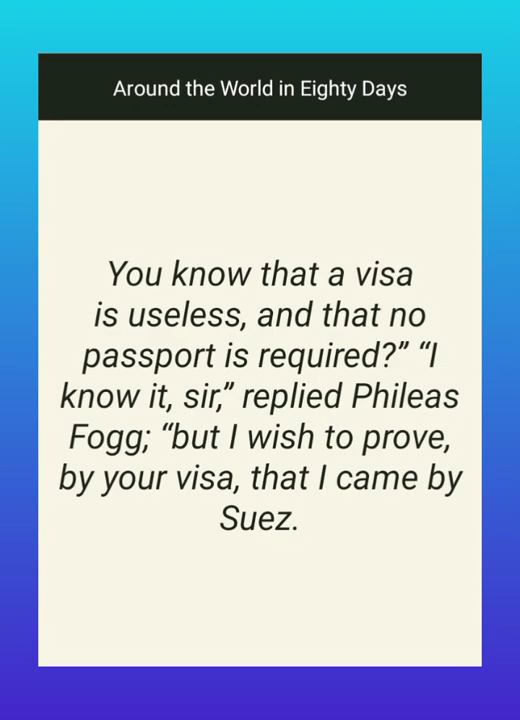 Around the World in Eighty Days
You know that a visa
is useless, and that no
passport is required?” “I
know it, sir,” replied Phileas
Fogg; “but I wish to prove,
by your visa, that I came by
Suez.